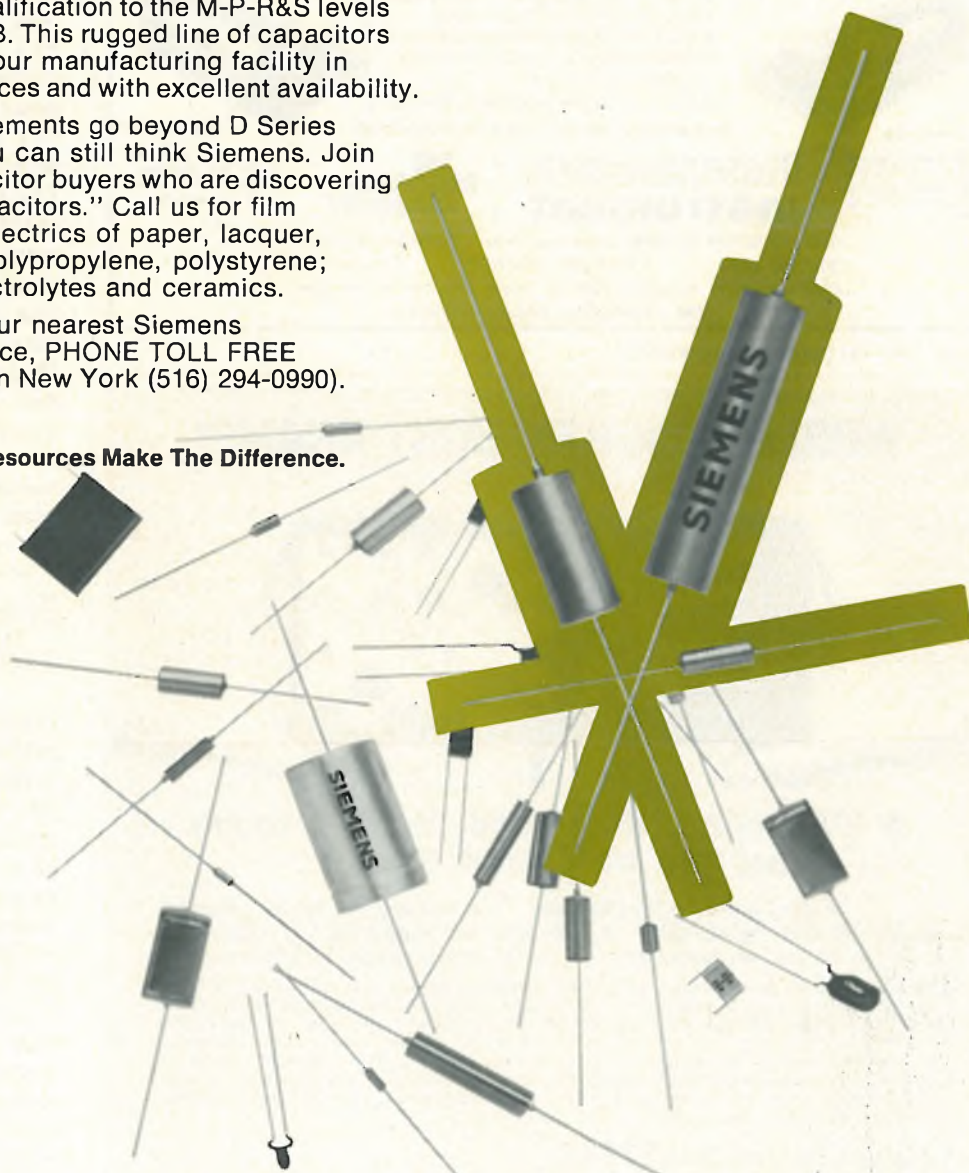 alification to the M-P-R&S levels
3. This rugged line of capacitors
our manufacturing facility in
ces and with excellent availability.
ements go beyond D Series
u can still think Siemens. Join
citor buyers who are discovering
acitors." Call us for film
lectrics of paper, lacquer,
olypropylene, polystyrene;
ctrolytes and ceramics.
ur nearest Siemens
ce, PHONE TOLL FREE
n New York (516) 294-0990).
esources Make The Difference.
SIEMENS
SIEMENS